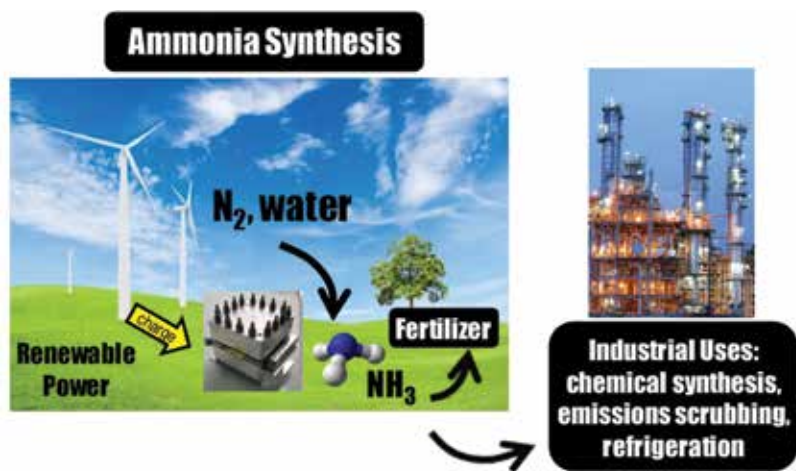 Ammonia Synthesis
N₂, water
charge
Renewable
Power
Fertilizer
NH₃
Industrial Uses:
chemical synthesis,
emissions scrubbing,
refrigeration